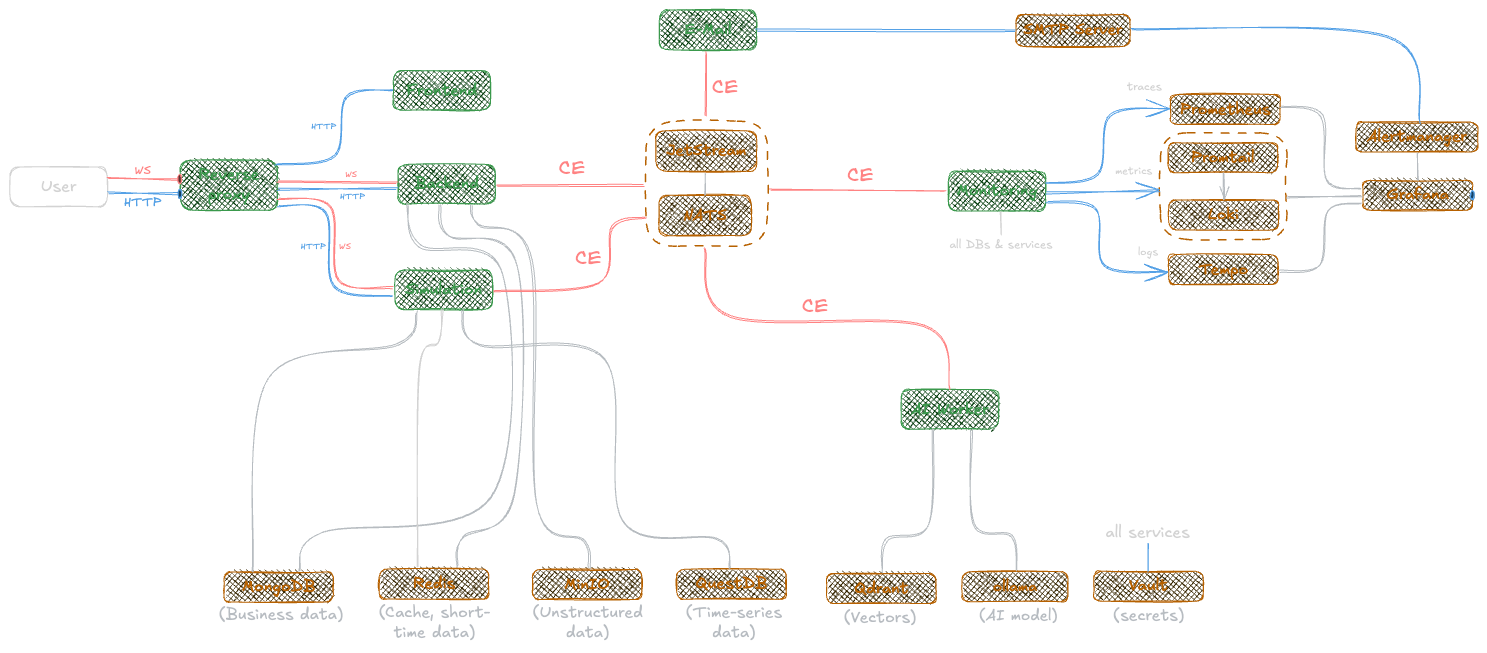 E-Mail
SMTP Server
CE
Frontend
HTTP
traces
Prometheus
Alertmanager
JetStream
Promtail
User
WS
HTTP
Reverse
proxy
WS
HTTP
Backend
CE
NATS
CE
Monitoring
metrics
Loki
Grafana
all DBs & services
HTTP
WS
CE
logs
Tempo
Simulation
CE
AI Worker
all services
MongoDB
(Business data)
Redis
(Cache, short-
time data)
MinIO
(Unstructured
data)
QuestDB
(Time-series
data)
Qdrant
(Vectors)
(AI model)
Vault
(secrets)